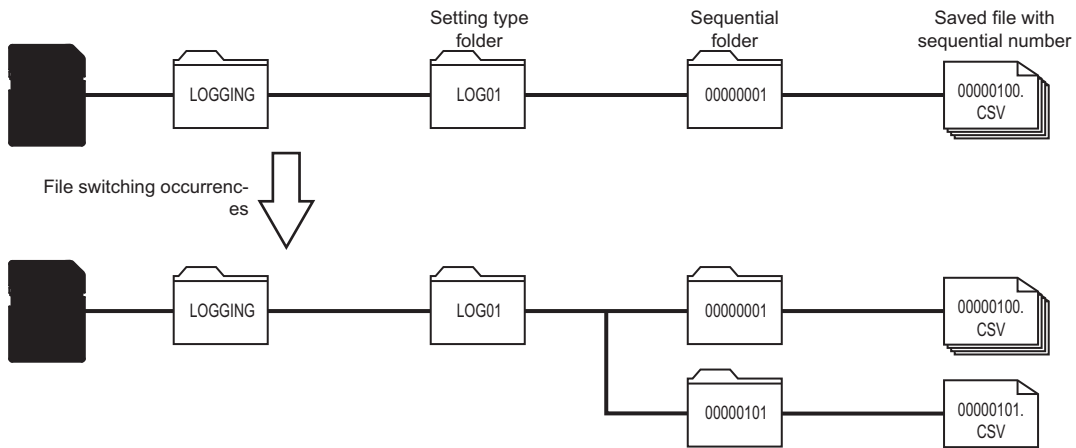 Setting type
folder
Sequential
folder
Saved file with
sequential number
LOGGING
LOG01
00000001
00000100.
CSV
File switching occurrenc-
es
LOGGING
LOG01
00000001
00000100.
CSV
00000101
00000101.
CSV